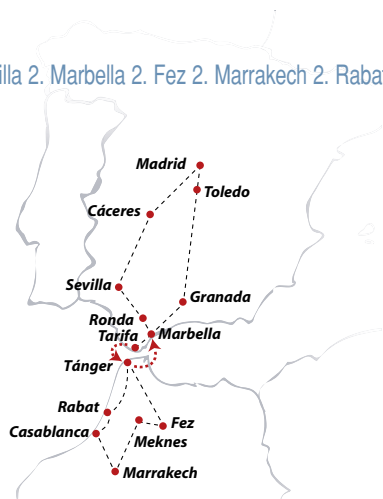 illa 2. Marbella 2. Fez 2. Marrakech 2. Rabat
Madrid
Toledo
Cáceres
Sevilla
Granada
Ronda
Tarifa
Marbella
Tánger
Rabat
Fez
Casablanca
Meknes
Marrakech